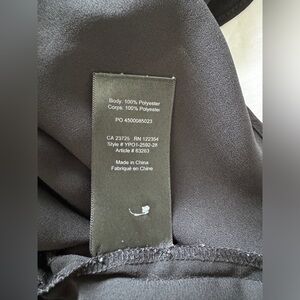 Body: 100% Polyester
Corps: 100% Polyester
PO 4500085023
CA 23725 RN 122354
Style # YPO1-2592-28
Article # 63263
Made in China
Fabriqué en Chine